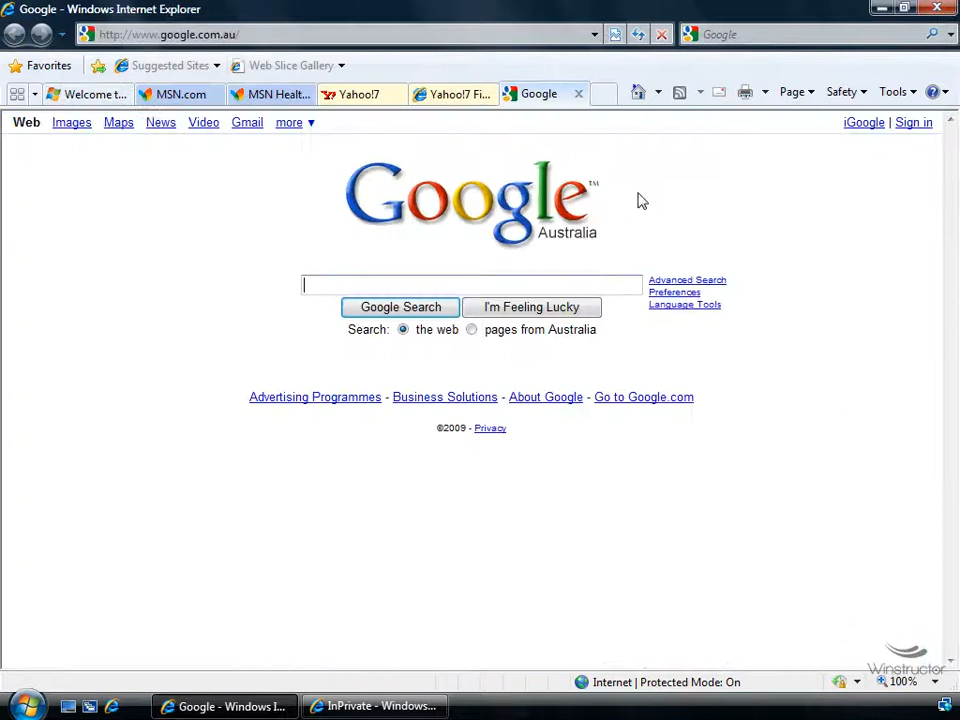 Google - Windows Internet Explorer
http://www.google.com.au/
Google
Favorites
Suggested Sites
Web Slice Gallery
Welcome t...
MSN.com
MSN Healt...
Yahoo!7
Yahoo!7 Fi...
Google
Page
Safety
Tools
Web Images Maps News Video Gmail more ▼
iGoogle | Sign in
Google™
Australia
Advanced Search
Preferences
Language Tools
Google Search
I'm Feeling Lucky
Search: the web pages from Australia
Advertising Programmes - Business Solutions - About Google - Go to Google.com
©2009 - Privacy
Winstructor
Internet | Protected Mode: On
100%
Google - Windows I...
InPrivate - Windows...